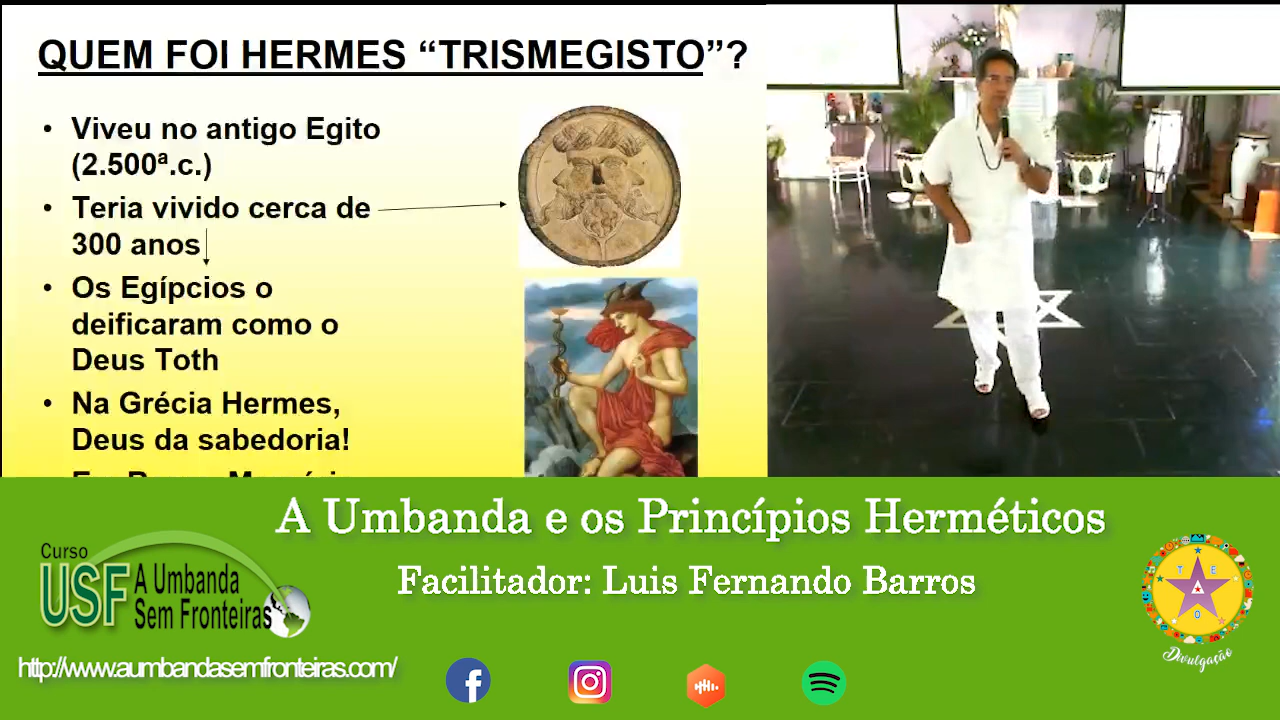 QUEM FOI HERMES “TRISMEGISTO”?
• Viveu no antigo Egito
(2.500ª.c.)
• Teria vivido cerca de
300 anos
• Os Egípcios o
deificaram como o
Deus Toth
• Na Grécia Hermes,
Deus da sabedoria!
A Umbanda e os Princípios Herméticos
Facilitador: Luis Fernando Barros
Curso
USF A Umbanda
Sem Fronteiras
http://www.aumbandasemfronteiras.com/
T E
O
Divulgação